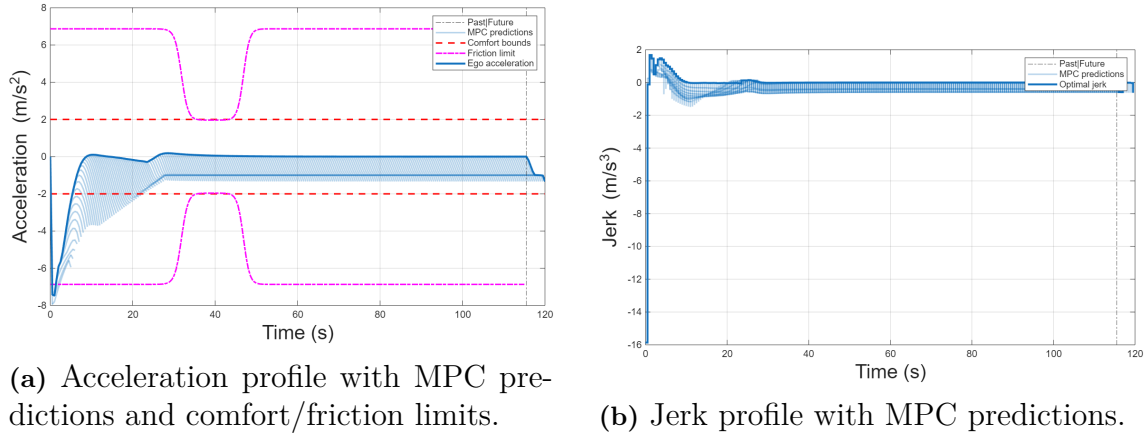 8
6
4
2
0
-2
-4
-6
-8
Acceleration (m/s²)
0
20
40
60
80
100
120
Time (s)
Past|Future
MPC predictions
Comfort bounds
Friction limit
Ego acceleration
(a) Acceleration profile with MPC pre-
dictions and comfort/friction limits.
2
0
-2
-4
-6
-8
-10
-12
-14
-16
Jerk (m/s³)
0
20
40
60
80
100
120
Time (s)
Past|Future
MPC predictions
Optimal jerk
(b) Jerk profile with MPC predictions.